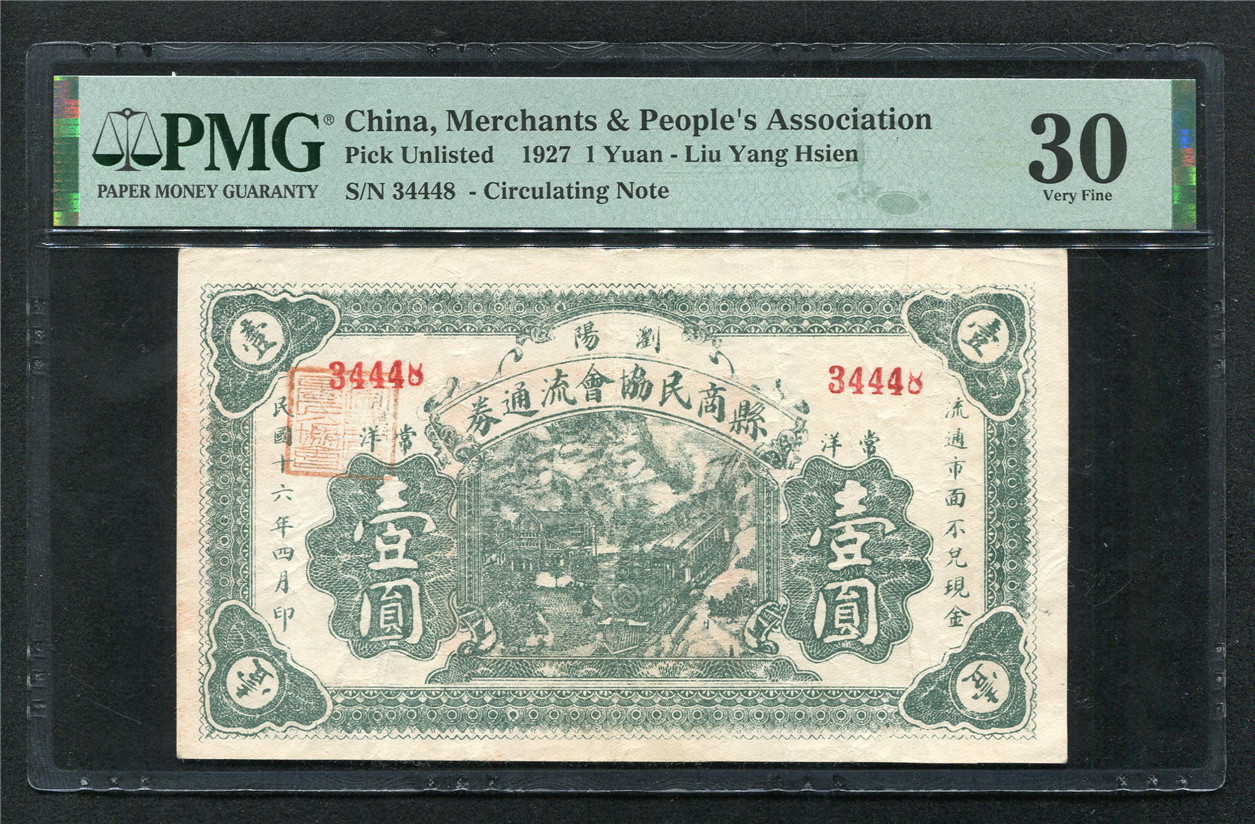 PMG®
PAPER MONEY GUARANTY
China, Merchants & People's Association
Pick Unlisted 1927 1 Yuan - Liu Yang Hsien
S/N 34448 - Circulating Note
30
Very Fine
瀏陽
縣商民協會流通券
34448
34448
壹
壹
當洋
當洋
壹圓
壹圓
流通市面不兌現金
民國十六年四月印
壹
壹